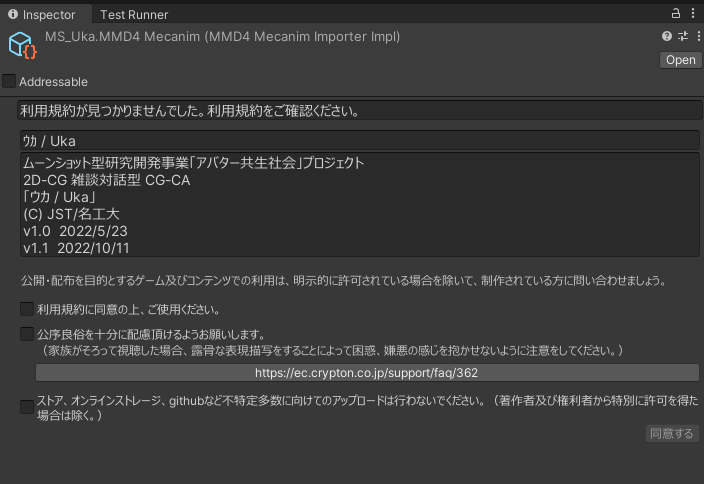 Inspector
Test Runner
MS_Uka.MMD4 Mecanim (MMD4 Mecanim Importer Impl)
Open
Addressable
利用規約が見つかりませんでした。利用規約をご確認ください。
ウカ / Uka
ムーンショット型研究開発事業「アバター共生社会」プロジェクト
2D-CG 雑談対話型 CG-CA
「ウカ / Uka」
(C) JST/名工大
v1.0 2022/5/23
v1.1 2022/10/11
公開・配布を目的とするゲーム及びコンテンツでの利用は、明示的に許可されている場合を除いて、制作されている方に問い合わせましょう。
利用規約に同意の上、ご使用ください。
公序良俗を十分に配慮頂けるようお願いします。
（家族がそろって視聴した場合、露骨な表現描写をすることによって困惑、嫌悪の感じを抱かせないように注意をしてください。）
https://ec.crypton.co.jp/support/faq/362
ストア、オンラインストレージ、githubなど不特定多数に向けてのアップロードは行わないでください。（著作者及び権利者から特別に許可を得た
場合は除く。）
同意する